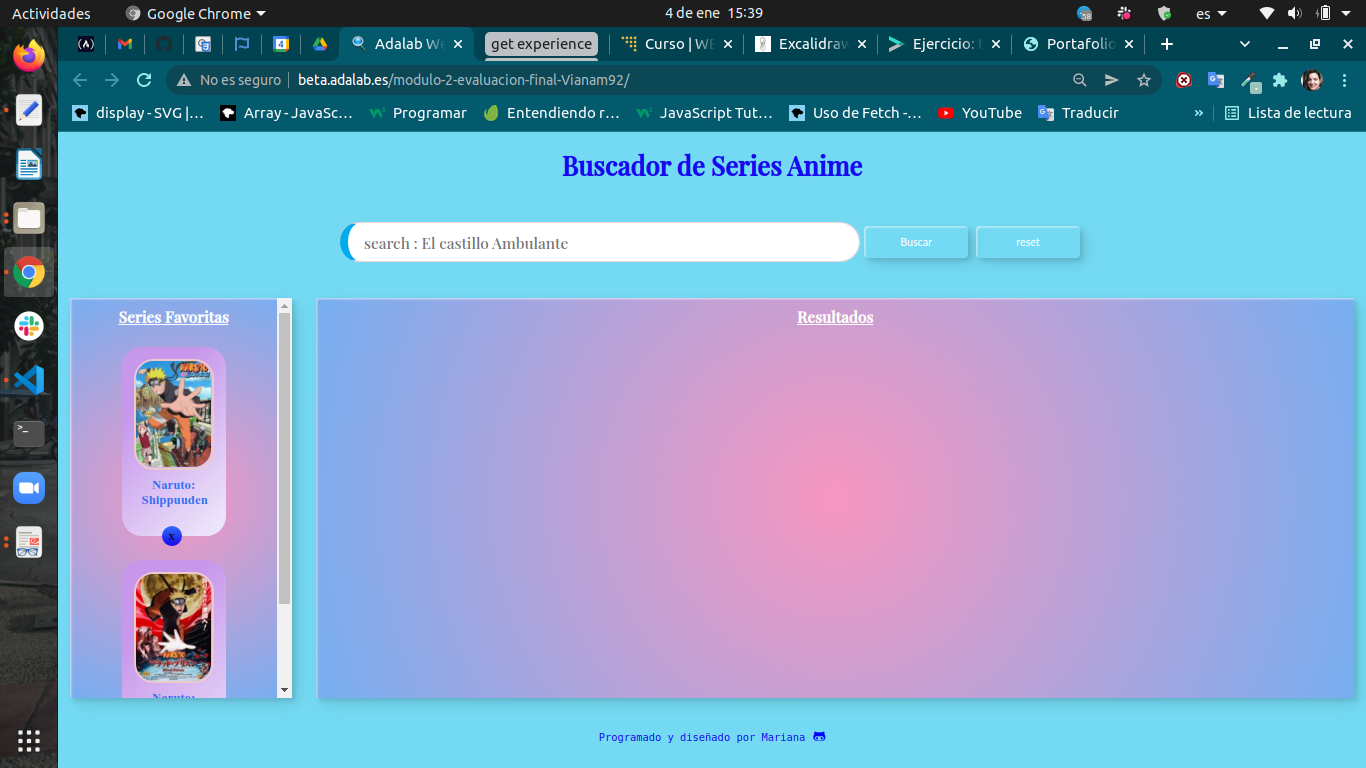 Actividades
Google Chrome
4 de ene 15:39
es
Adalab We
get experience
Curso | WE
Excalidraw
Ejercicio:
Portafolio
No es seguro
beta.adalab.es/modulo-2-evaluacion-final-Vianam92/
display - SVG |...
Array - JavaSc...
Programar
Entendiendo r...
JavaScript Tut...
Uso de Fetch -...
YouTube
Traducir
»
Lista de lectura
Buscador de Series Anime
search : El castillo Ambulante
Buscar
reset
Series Favoritas
Resultados
Naruto:
Shippuuden
x
Naruto:
Programado y diseñado por Mariana